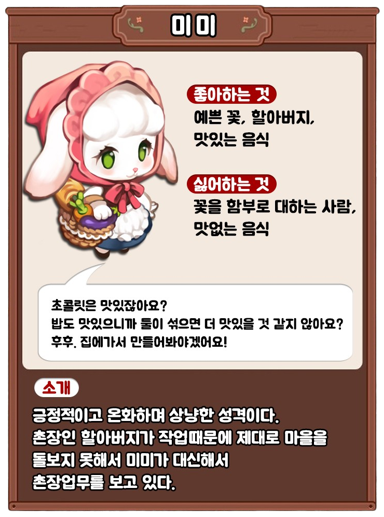 미미
좋아하는 것
예쁜 꽃, 할아버지,
맛있는 음식
싫어하는 것
꽃을 함부로 대하는 사람,
맛없는 음식
초콜릿은 맛있잖아요?
밥도 맛있으니까 둘이 섞으면 더 맛있을 것 같지 않아요?
후후. 집에가서 만들어봐야겠어요!
소개
긍정적이고 온화하며 상냥한 성격이다.
촌장인 할아버지가 작업때문에 제대로 마을을
돌보지 못해서 미미가 대신해서
촌장업무를 보고 있다.